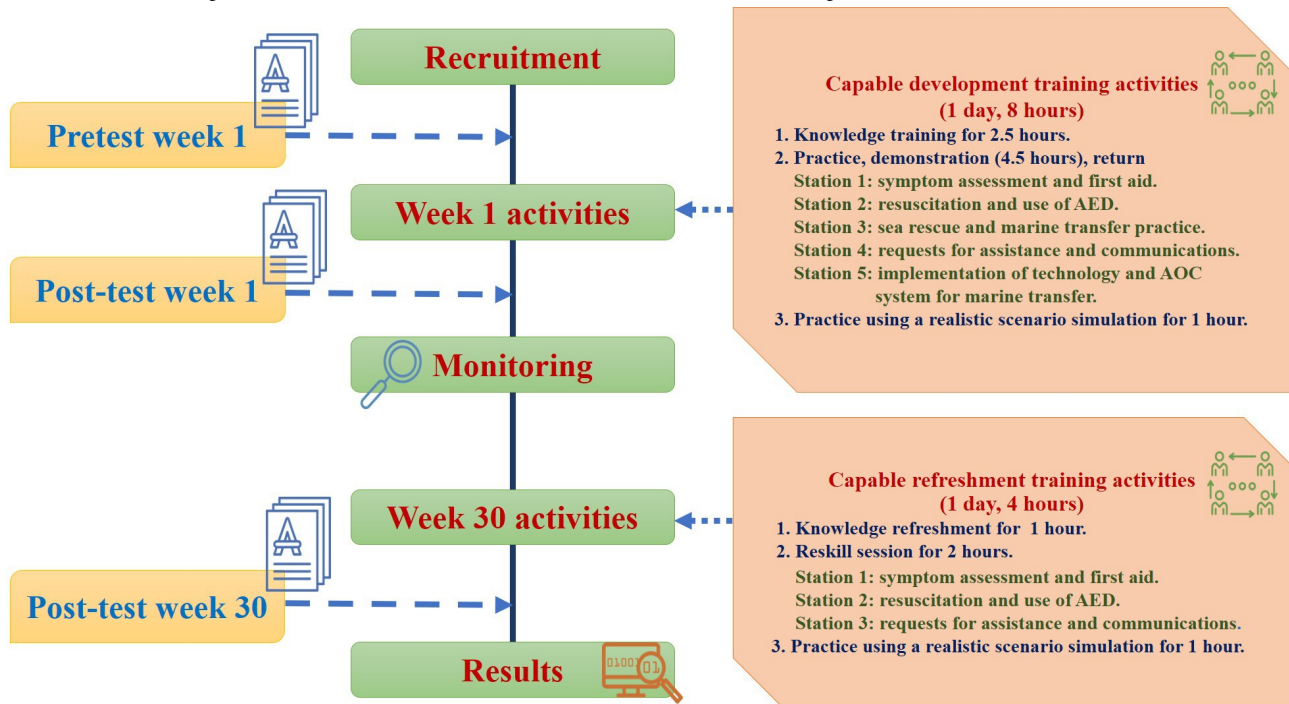 Recruitment
Pretest week 1
Week 1 activities
Post-test week 1
Monitoring
Week 30 activities
Post-test week 30
Results
Capable development training activities
(1 day, 8 hours)
1. Knowledge training for 2.5 hours.
2. Practice, demonstration (4.5 hours), return
Station 1: symptom assessment and first aid.
Station 2: resuscitation and use of AED.
Station 3: sea rescue and marine transfer practice.
Station 4: requests for assistance and communications.
Station 5: implementation of technology and AOC
system for marine transfer.
3. Practice using a realistic scenario simulation for 1 hour.
Capable refreshment training activities
(1 day, 4 hours)
1. Knowledge refreshment for 1 hour.
2. Reskill session for 2 hours.
Station 1: symptom assessment and first aid.
Station 2: resuscitation and use of AED.
Station 3: requests for assistance and communications.
3. Practice using a realistic scenario simulation for 1 hour.